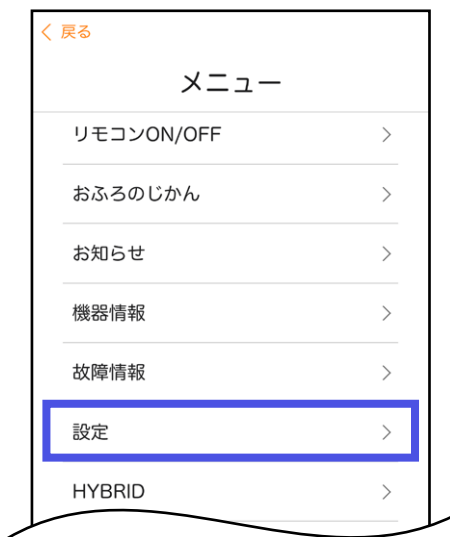 戻る
メニュー
リモコンON/OFF
おふろのじかん
お知らせ
機器情報
故障情報
設定
HYBRID